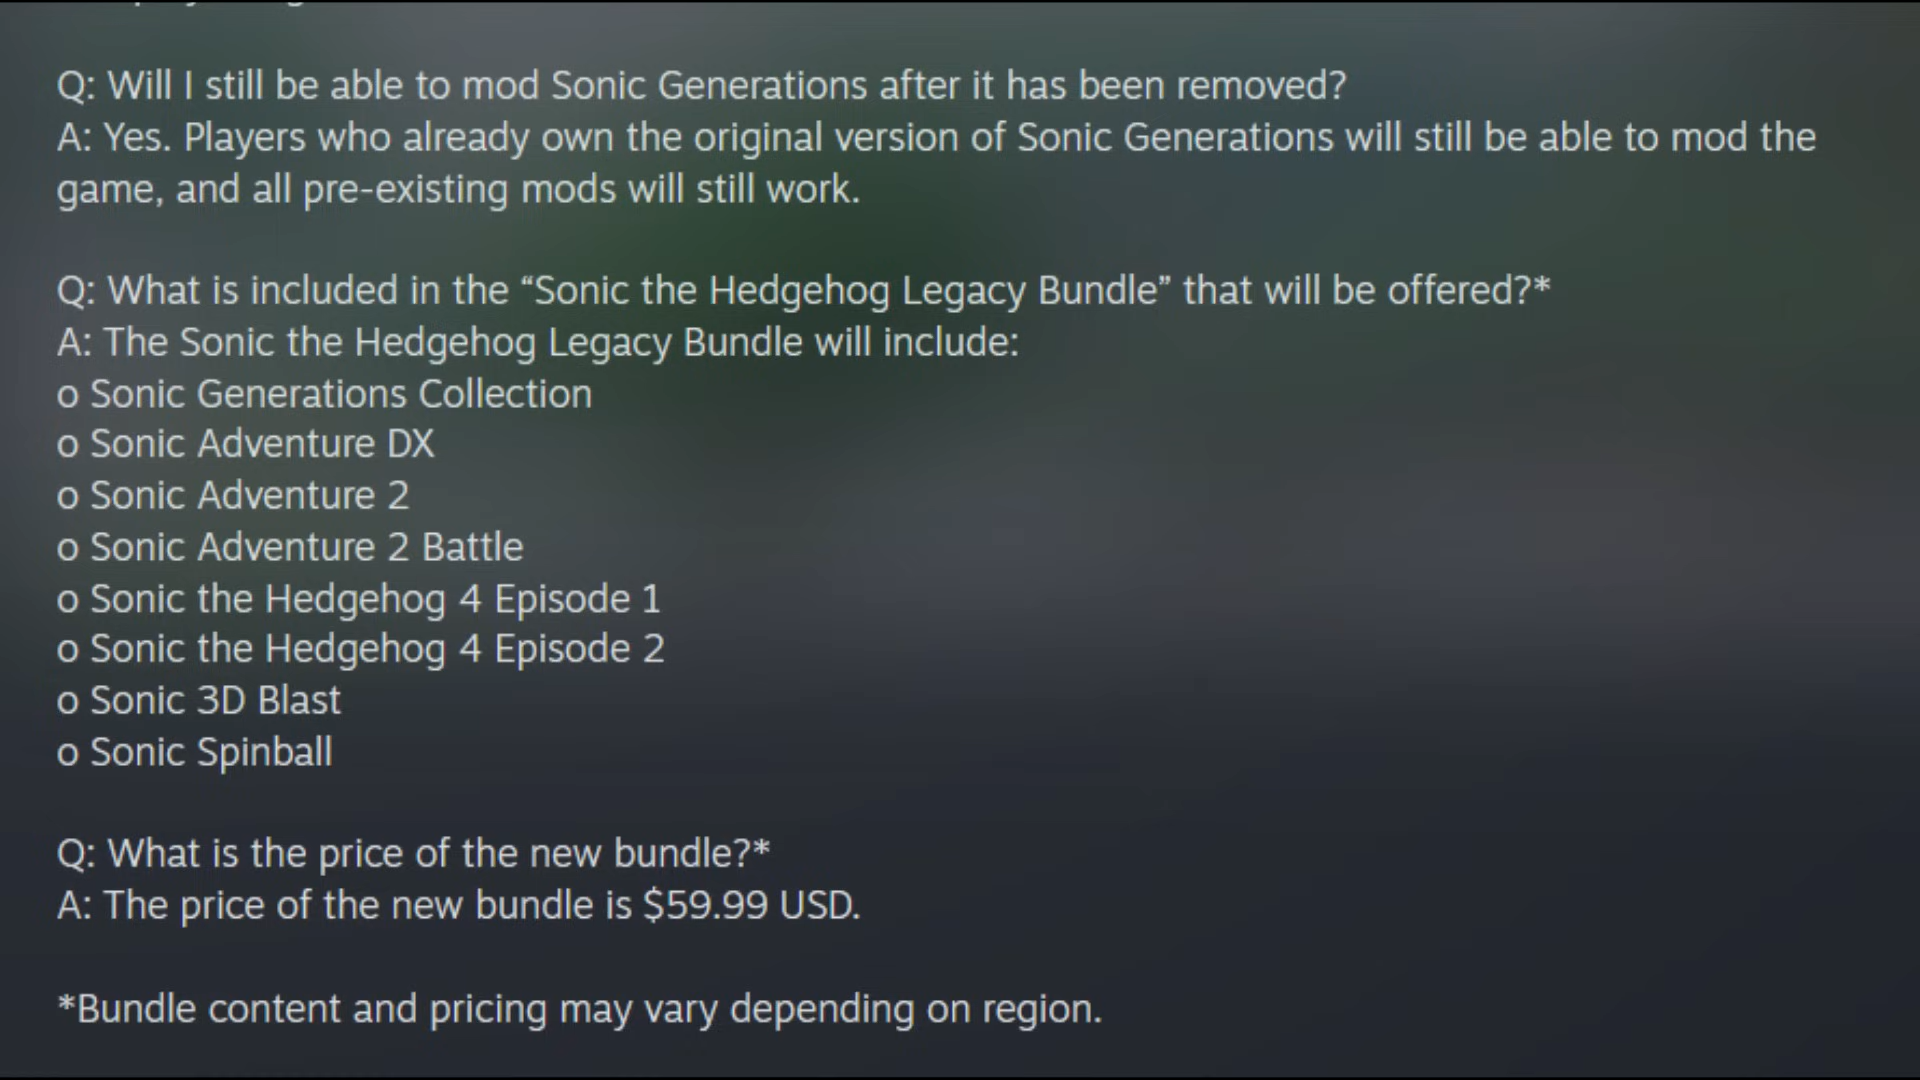 Q: Will I still be able to mod Sonic Generations after it has been removed?
A: Yes. Players who already own the original version of Sonic Generations will still be able to mod the
game, and all pre-existing mods will still work.
Q: What is included in the “Sonic the Hedgehog Legacy Bundle” that will be offered?*
A: The Sonic the Hedgehog Legacy Bundle will include:
o Sonic Generations Collection
o Sonic Adventure DX
o Sonic Adventure 2
o Sonic Adventure 2 Battle
o Sonic the Hedgehog 4 Episode 1
o Sonic the Hedgehog 4 Episode 2
o Sonic 3D Blast
o Sonic Spinball
Q: What is the price of the new bundle?*
A: The price of the new bundle is $59.99 USD.
*Bundle content and pricing may vary depending on region.